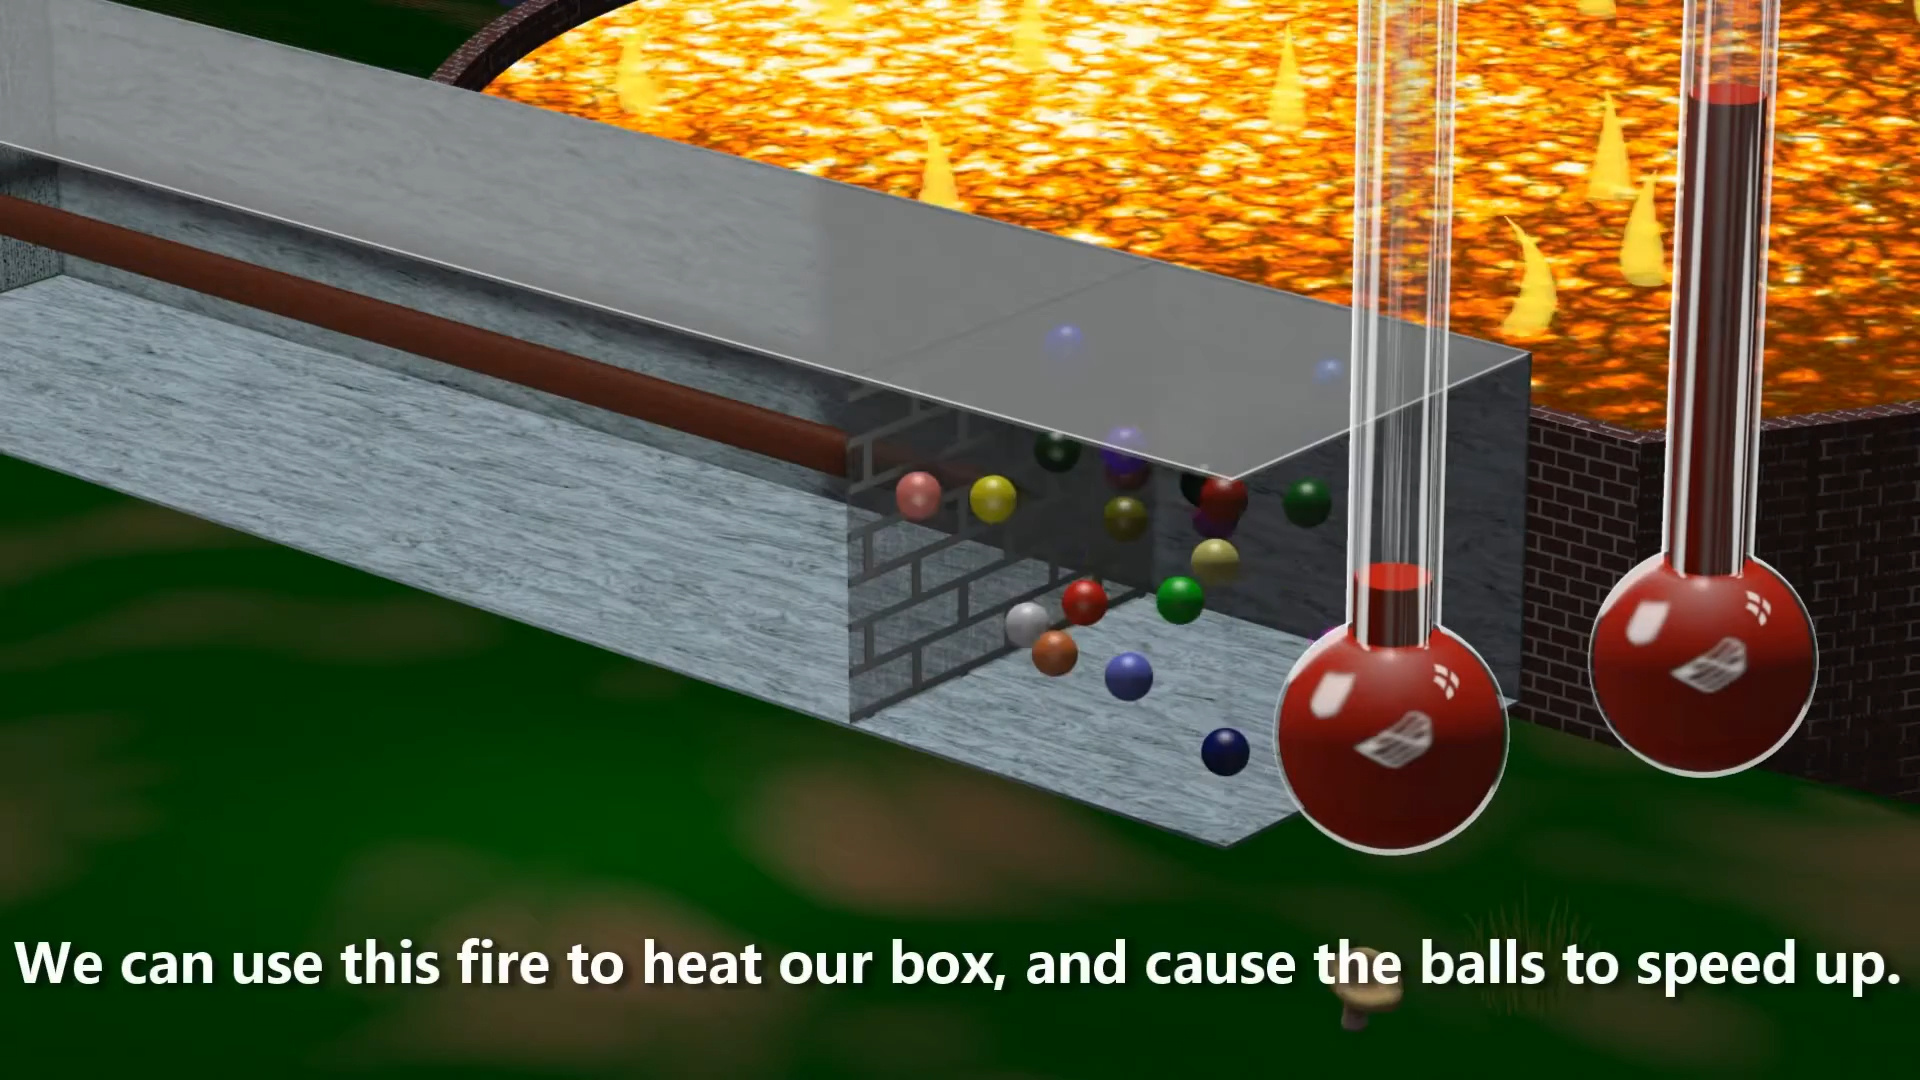 We can use this fire to heat our box, and cause the balls to speed up.